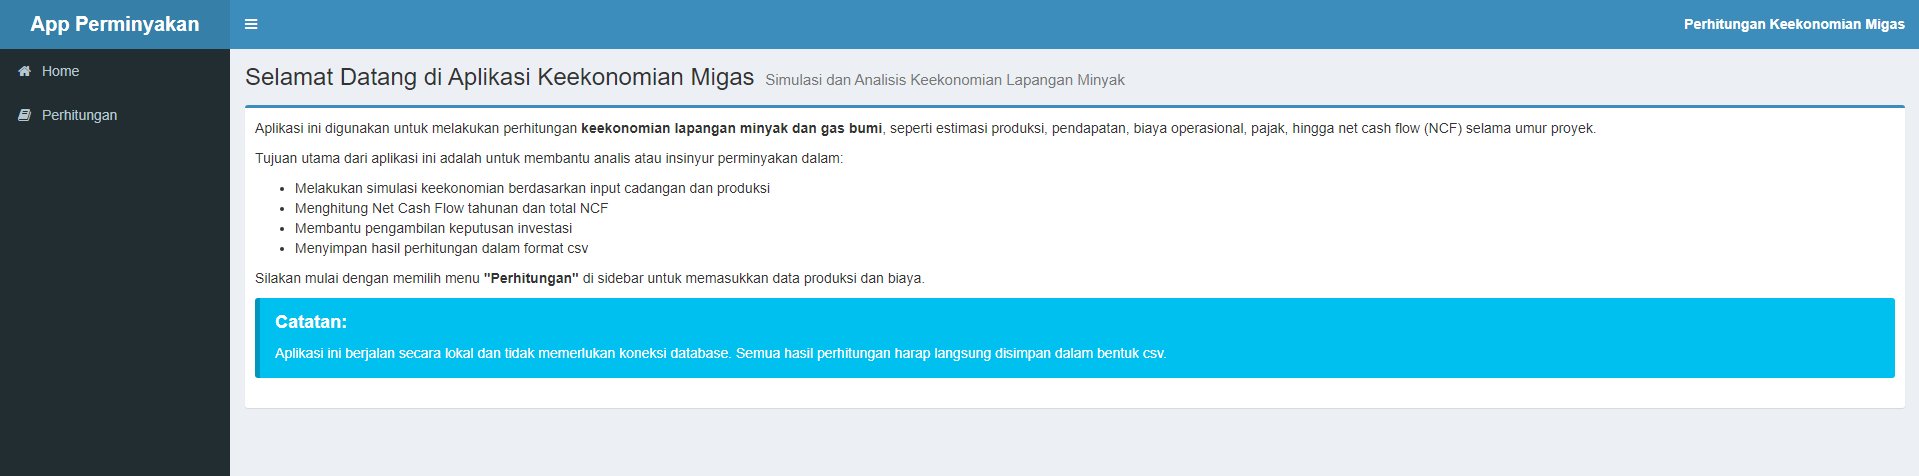 App Perminyakan
Perhitungan Keekonomian Migas
Home
Perhitungan
Selamat Datang di Aplikasi Keekonomian Migas Simulasi dan Analisis Keekonomian Lapangan Minyak
Aplikasi ini digunakan untuk melakukan perhitungan keekonomian lapangan minyak dan gas bumi, seperti estimasi produksi, pendapatan, biaya operasional, pajak, hingga net cash flow (NCF) selama umur proyek.
Tujuan utama dari aplikasi ini adalah untuk membantu analis atau insinyur perminyakan dalam:
• Melakukan simulasi keekonomian berdasarkan input cadangan dan produksi
• Menghitung Net Cash Flow tahunan dan total NCF
• Membantu pengambilan keputusan investasi
• Menyimpan hasil perhitungan dalam format csv
Silakan mulai dengan memilih menu "Perhitungan" di sidebar untuk memasukkan data produksi dan biaya.
Catatan:
Aplikasi ini berjalan secara lokal dan tidak memerlukan koneksi database. Semua hasil perhitungan harap langsung disimpan dalam bentuk csv.